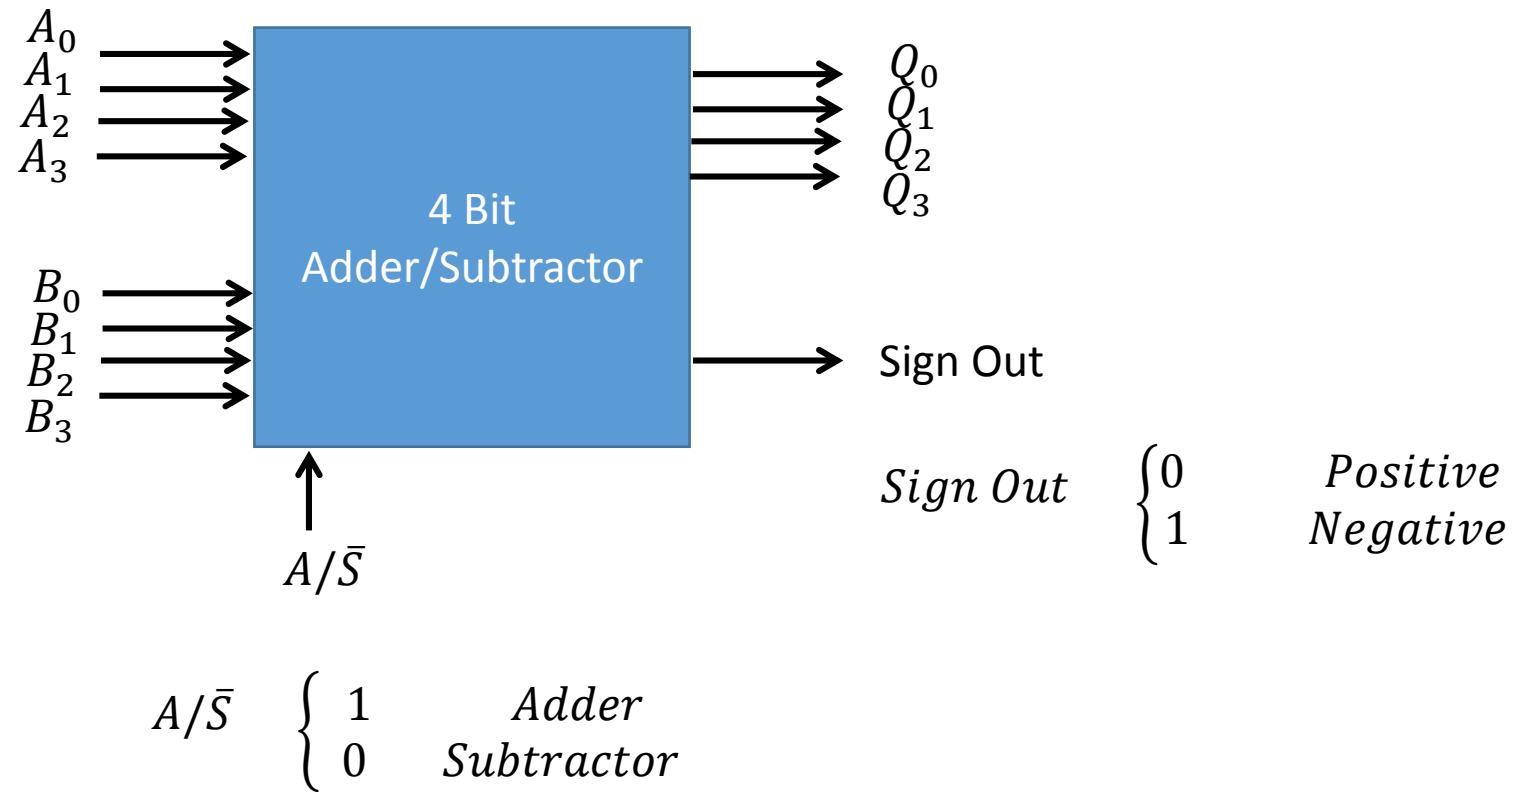 A₀
A₁
A₂
A₃
B₀
B₁
B₂
B₃
4 Bit
Adder/Subtractor
Q₀
Q₁
Q₂
Q₃
Sign Out
A/S̄
Sign Out { 0 Positive
1 Negative
A/S̄ { 1 Adder
0 Subtractor